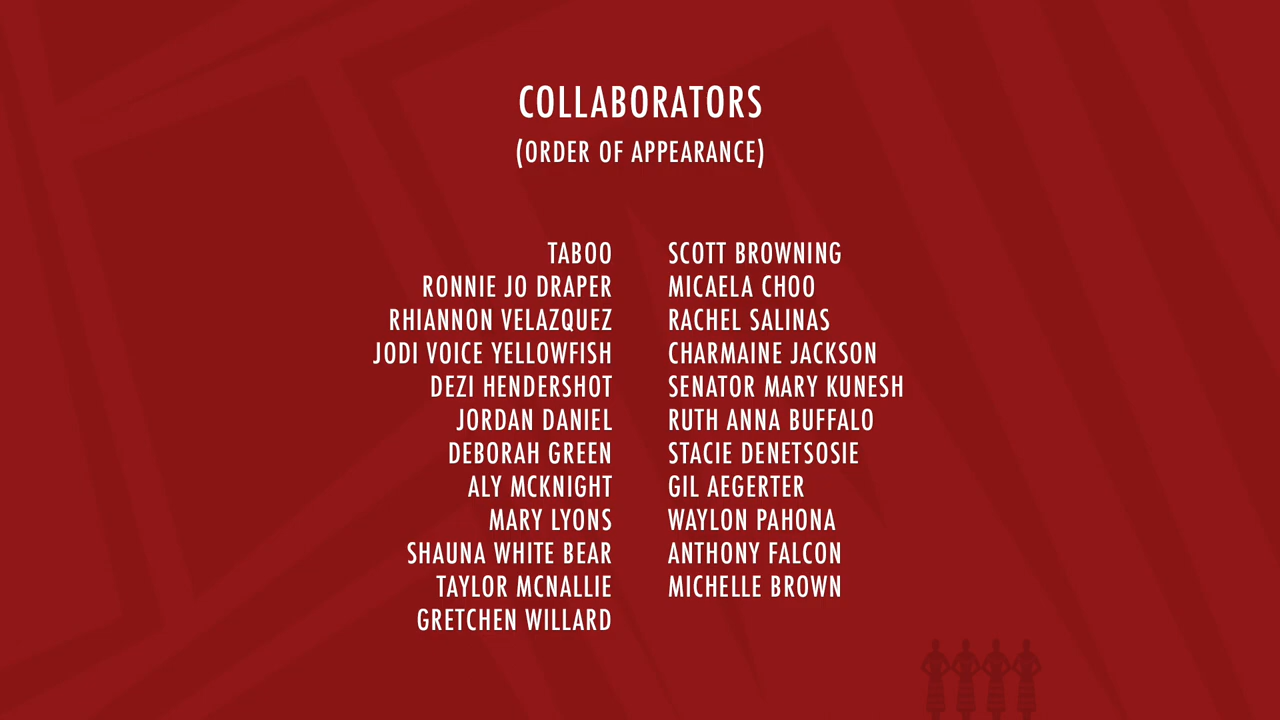 COLLABORATORS
(ORDER OF APPEARANCE)
TABOO
RONNIE JO DRAPER
RHIANNON VELAZQUEZ
JODI VOICE YELLOWFISH
DEZI HENDERSHOT
JORDAN DANIEL
DEBORAH GREEN
ALY MCKNIGHT
MARY LYONS
SHAUNA WHITE BEAR
TAYLOR MCNALLIE
GRETCHEN WILLARD
SCOTT BROWNING
MICAELA CHOO
RACHEL SALINAS
CHARMAINE JACKSON
SENATOR MARY KUNESH
RUTH ANNA BUFFALO
STACIE DENETSOSIE
GIL AEGERTER
WAYLON PAHONA
ANTHONY FALCON
MICHELLE BROWN